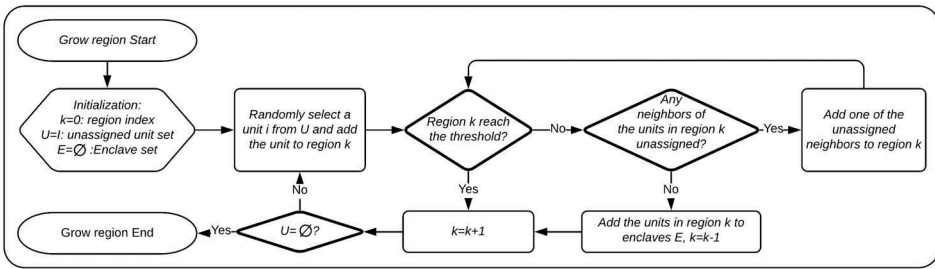 Grow region Start
Initialization:
k=0: region index
U=I: unassigned unit set
E=∅ :Enclave set
Randomly select a
unit i from U and add
the unit to region k
Region k reach
the threshold?
No
Any
neighbors of
the units in region k
unassigned?
Yes
Add one of the
unassigned
neighbors to region k
No
Yes
No
Grow region End
Yes
U= ∅?
k=k+1
Add the units in region k to
enclaves E, k=k-1